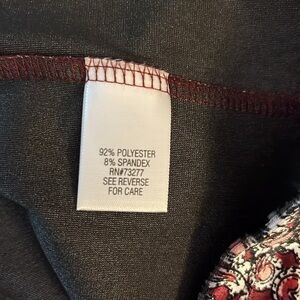 92% POLYESTER
8% SPANDEX
RN#73277
SEE REVERSE
FOR CARE